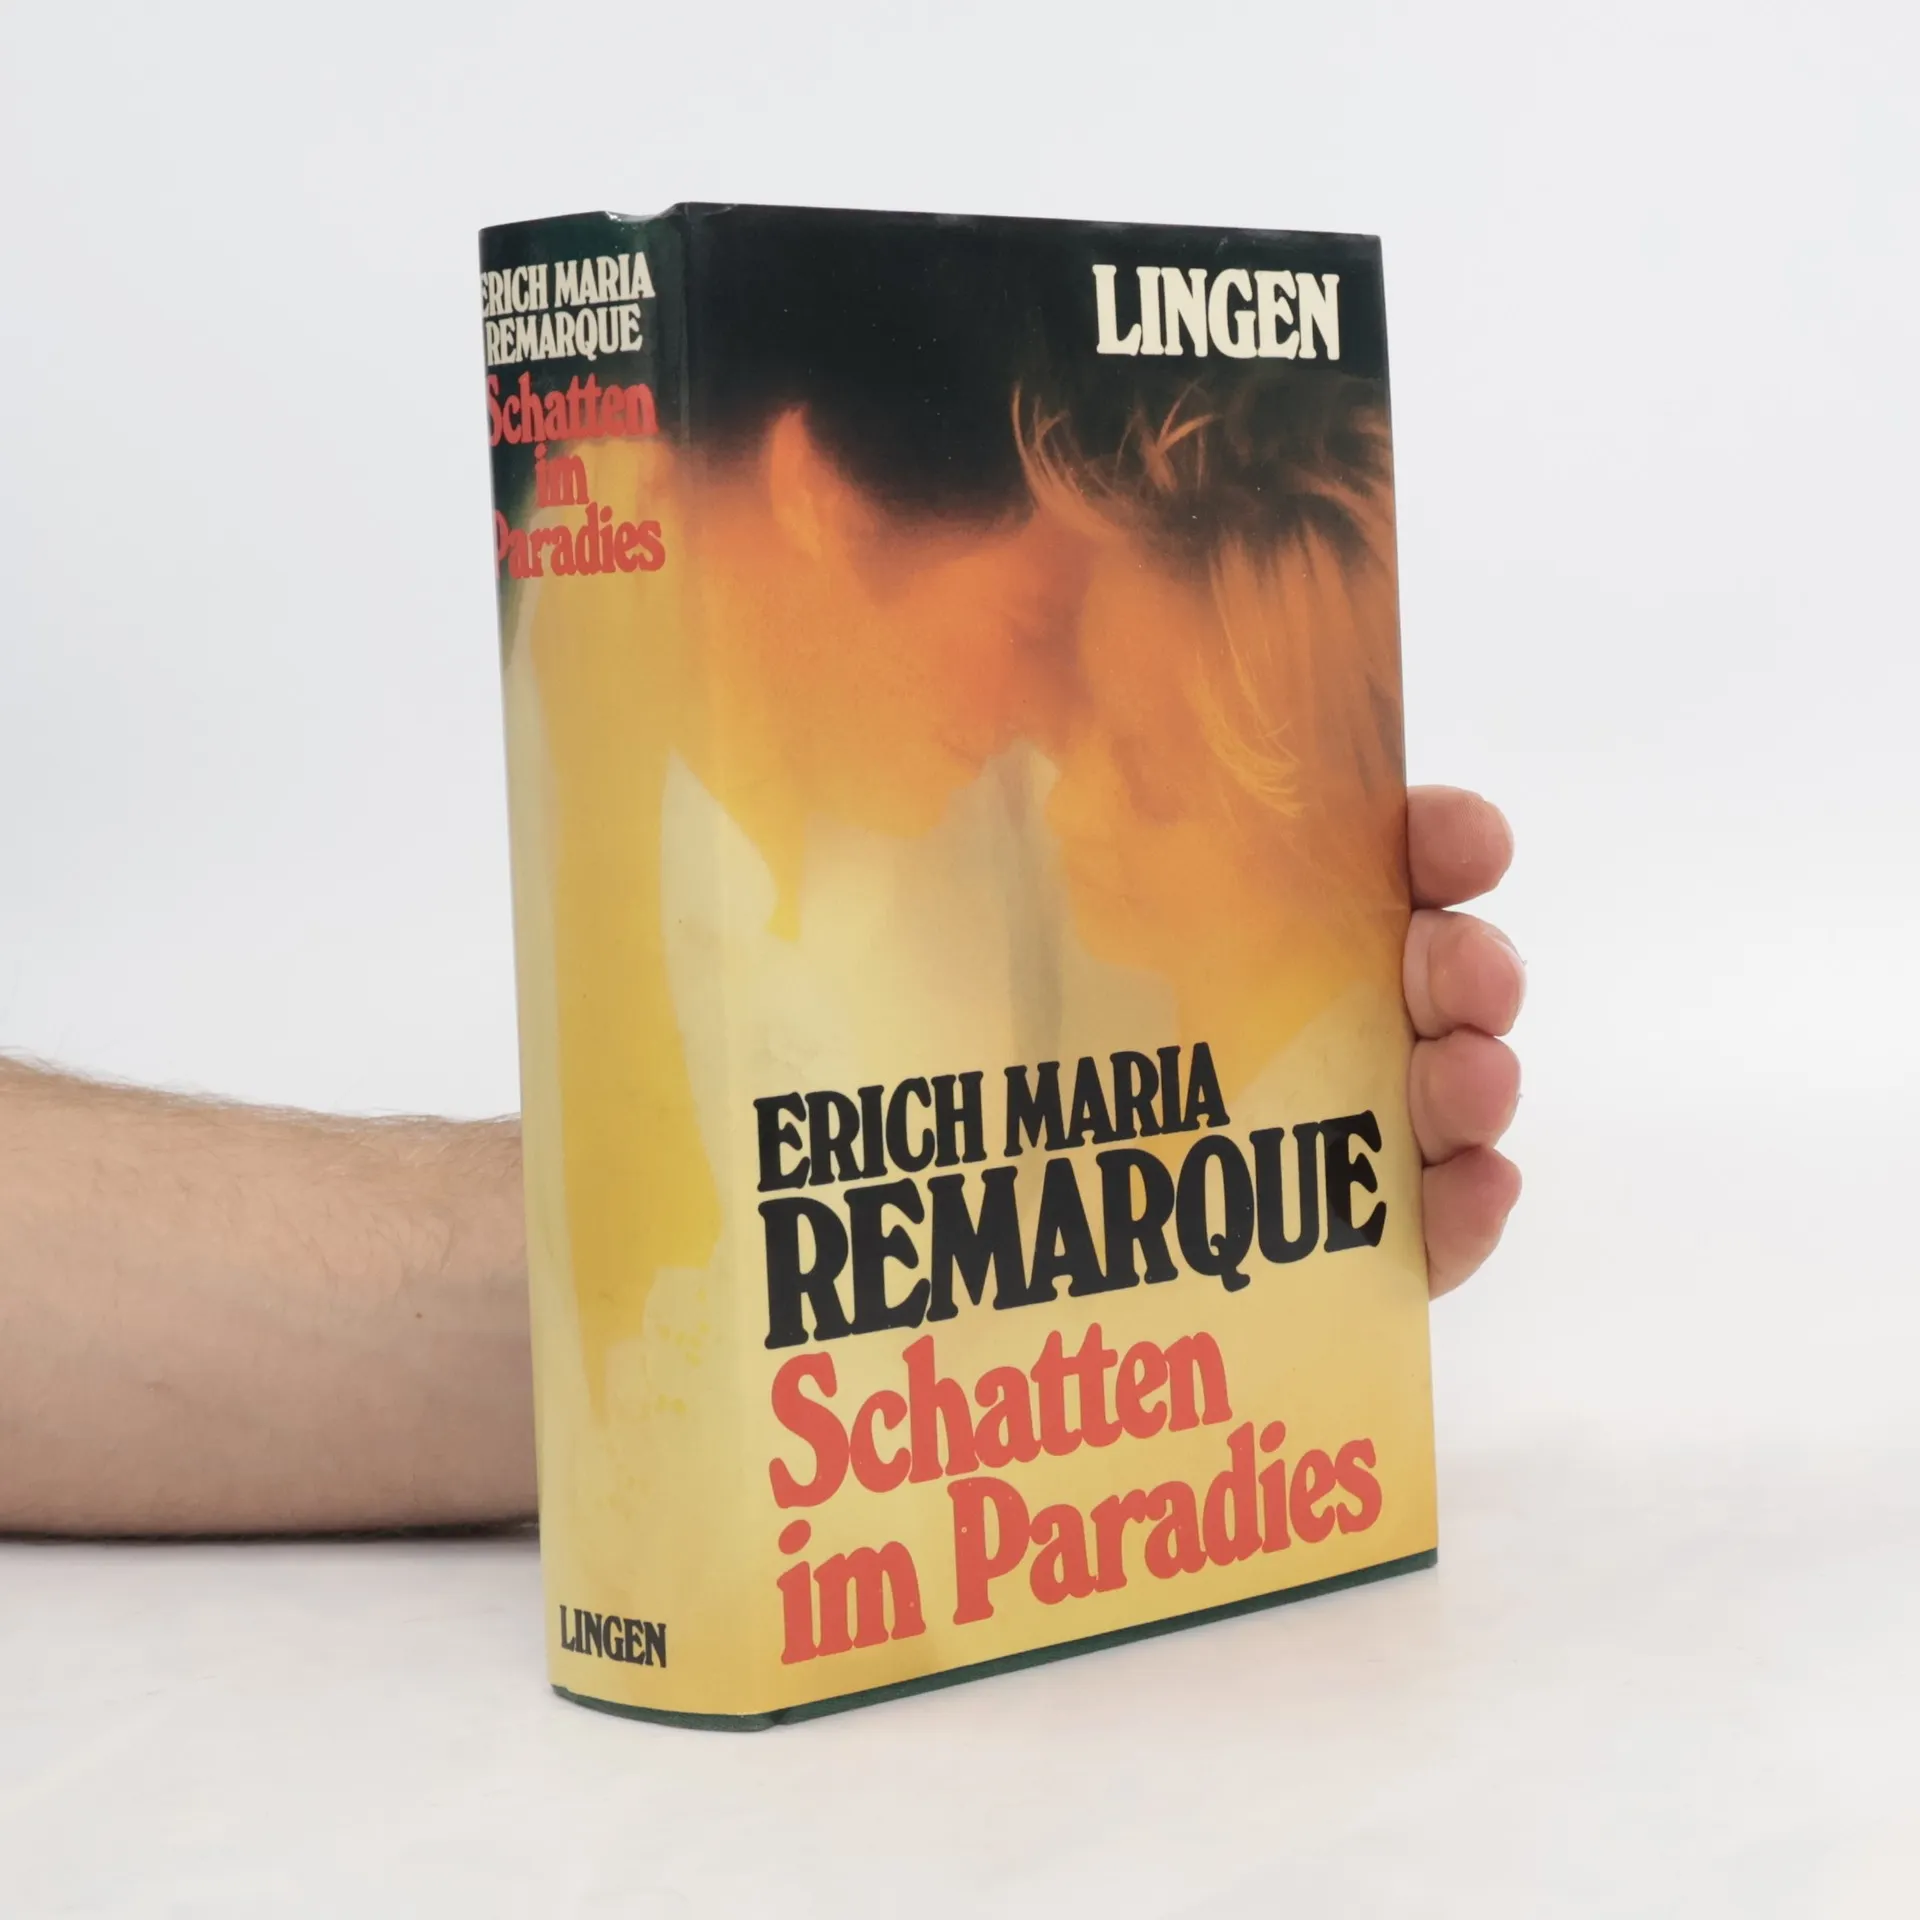 ERICH MARIA
REMARQUE
Schatten
im
Paradies
LINGEN
LINGEN
ERICH MARIA
REMARQUE
Schatten
im Paradies